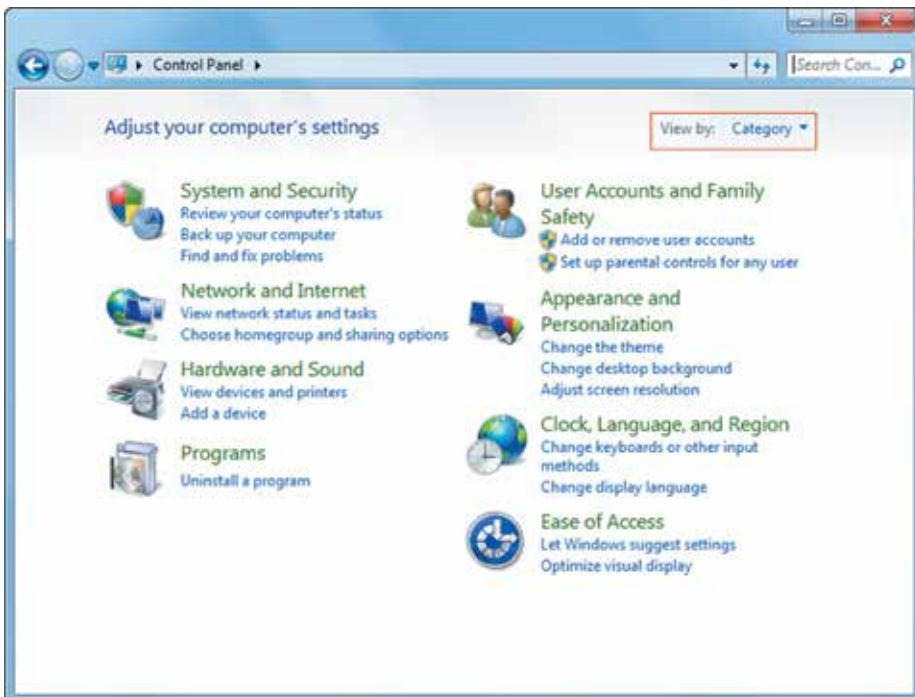 Control Panel
Search Con...
Adjust your computer's settings
View by: Category
System and Security
Review your computer's status
Back up your computer
Find and fix problems
Network and Internet
View network status and tasks
Choose homegroup and sharing options
Hardware and Sound
View devices and printers
Add a device
Programs
Uninstall a program
User Accounts and Family
Safety
Add or remove user accounts
Set up parental controls for any user
Appearance and
Personalization
Change the theme
Change desktop background
Adjust screen resolution
Clock, Language, and Region
Change keyboards or other input
methods
Change display language
Ease of Access
Let Windows suggest settings
Optimize visual display